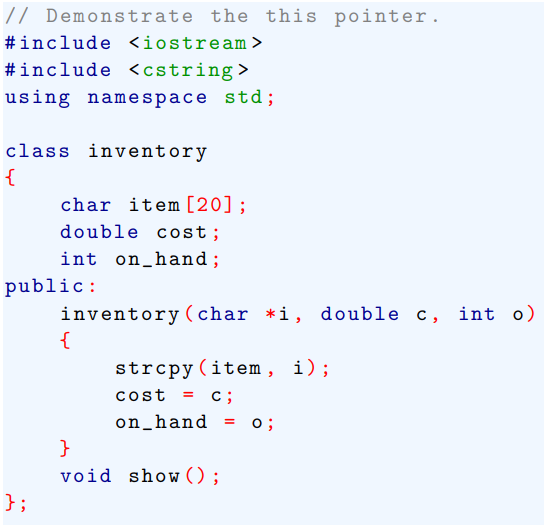 // Demonstrate the this pointer.
#include <iostream>
#include <cstring>
using namespace std;
class inventory
{
char item[20];
double cost;
int on_hand;
public:
inventory(char *i, double c, int o)
{
strcpy(item, i);
cost = c;
on_hand = o;
}
void show();
};